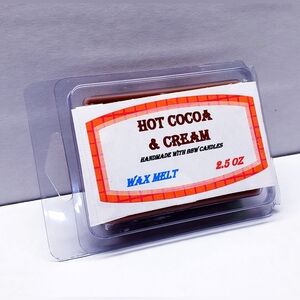 HOT COCOA
& CREAM
HANDMADE WITH BBW CANDLES
WAX MELT 2.5 OZ